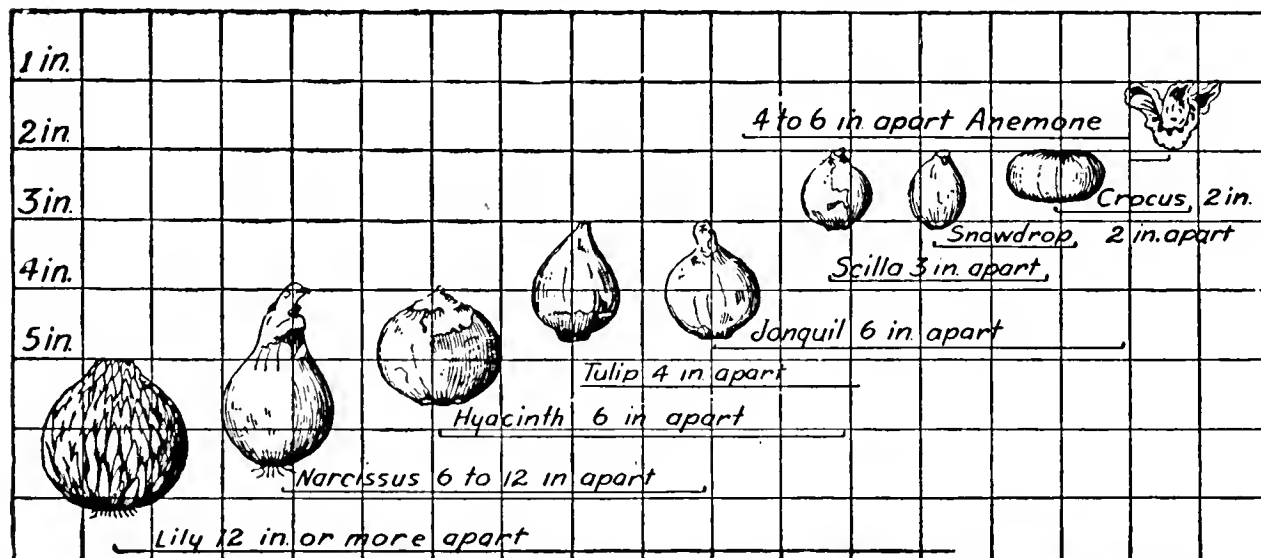 1 in.
2 in.
3 in.
4 in.
5 in.
4 to 6 in. apart Anemone
Crocus, 2 in.
Snowdrop, 2 in. apart
Scilla 3 in. apart
Jonquil 6 in apart
Tulip 4 in apart
Hyacinth 6 in apart
Narcissus 6 to 12 in apart
Lily 12 in. or more apart